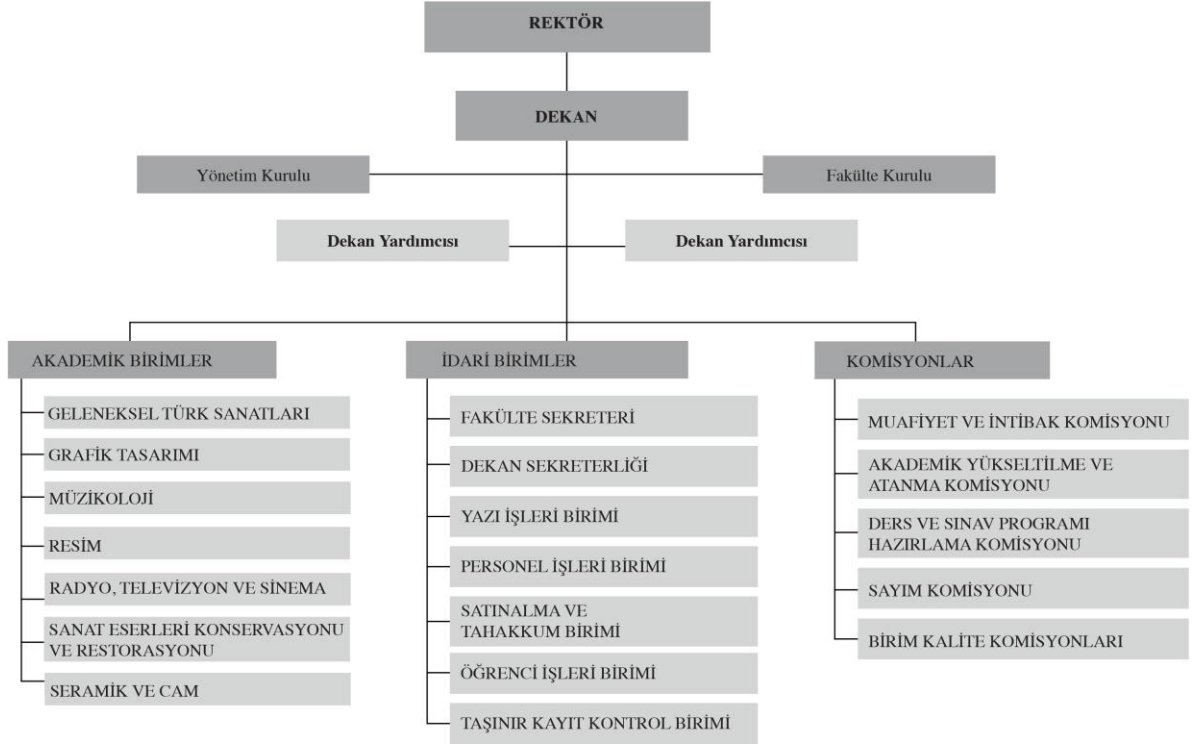 REKTÖR
DEKAN
Yönetim Kurulu
Fakülte Kurulu
Dekan Yardımcısı
Dekan Yardımcısı
AKADEMİK BİRİMLER
GELENEKSEL TÜRK SANATLARI
GRAFİK TASARIMI
MÜZİKOLOJİ
RESİM
RADYO, TELEVİZYON VE SİNEMA
SANAT ESERLERİ KONSERVASYONU
VE RESTORASYONU
SERAMİK VE CAM
İDARİ BİRİMLER
FAKÜLTE SEKRETERİ
DEKAN SEKRETERLİĞİ
YAZI İŞLERİ BİRİMİ
PERSONEL İŞLERİ BİRİMİ
SATINALMA VE
TAHAKKUM BİRİMİ
ÖĞRENCİ İŞLERİ BİRİMİ
TAŞINIR KAYIT KONTROL BİRİMİ
KOMİSYONLAR
MUAFİYET VE İNTİBAK KOMİSYONU
AKADEMİK YÜKSELTİLME VE
ATANMA KOMİSYONU
DERS VE SINAV PROGRAMI
HAZIRLAMA KOMİSYONU
SAYIM KOMİSYONU
BİRİM KALİTE KOMİSYONLARI